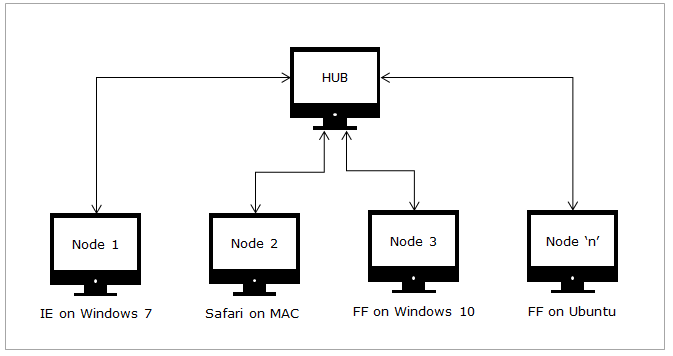 HUB
Node 1
Node 2
Node 3
Node ‘n’
IE on Windows 7
Safari on MAC
FF on Windows 10
FF on Ubuntu